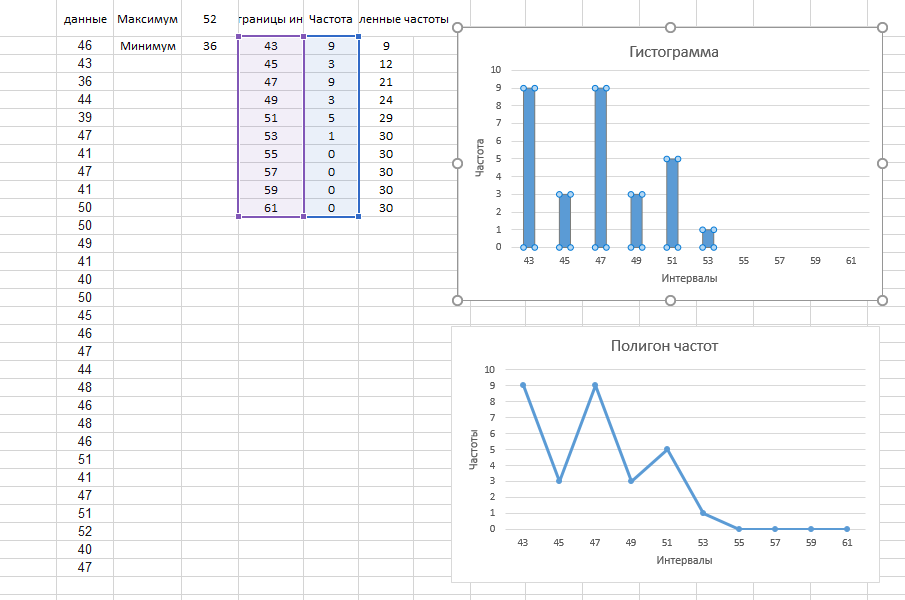 данные Максимум 52 границы ин Частота ленные частоты
46 Минимум 36 43 9 9
43 45 3 12
36 47 9 21
44 49 3 24
39 51 5 29
47 53 1 30
41 55 0 30
47 57 0 30
41 59 0 30
50 61 0 30
50
49
41
40
50
45
46
47
44
48
46
48
46
51
41
47
51
52
40
47
Гистограмма
Частота
10
9
8
7
6
5
4
3
2
1
0
43 45 47 49 51 53 55 57 59 61
Интервалы
Полигон частот
Частоты
10
9
8
7
6
5
4
3
2
1
0
43 45 47 49 51 53 55 57 59 61
Интервалы